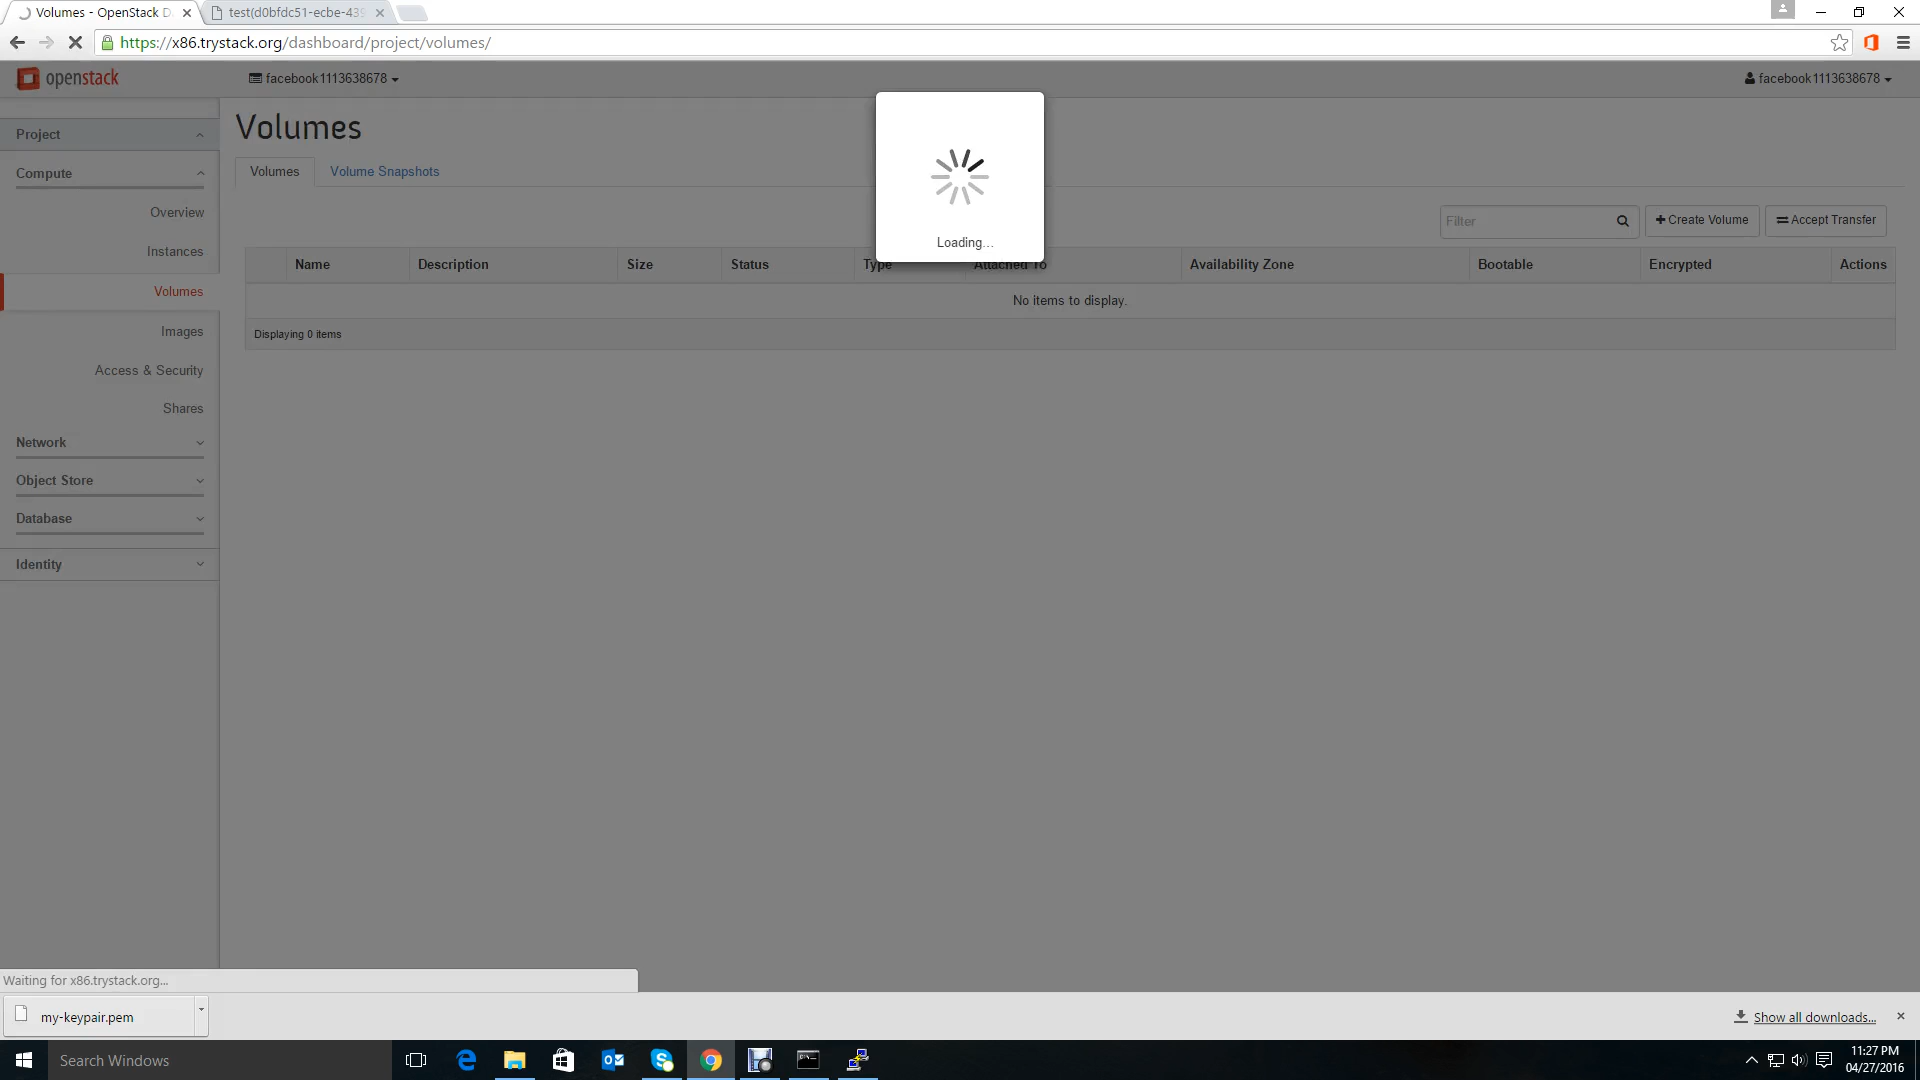 Volumes - OpenStack D
test(d0bfdc51-ecbe-439
https://x86.trystack.org/dashboard/project/volumes/
openstack
facebook1113638678
facebook1113638678
Project
Compute
Overview
Instances
Volumes
Images
Access & Security
Shares
Network
Object Store
Database
Identity
Volumes
Volumes
Volume Snapshots
Loading...
Filter
Create Volume
Accept Transfer
Name Description Size Status Type Attached To Availability Zone Bootable Encrypted Actions
No items to display.
Displaying 0 items
Waiting for x86.trystack.org...
my-keypair.pem
Show all downloads...
Search Windows
11:27 PM
04/27/2016